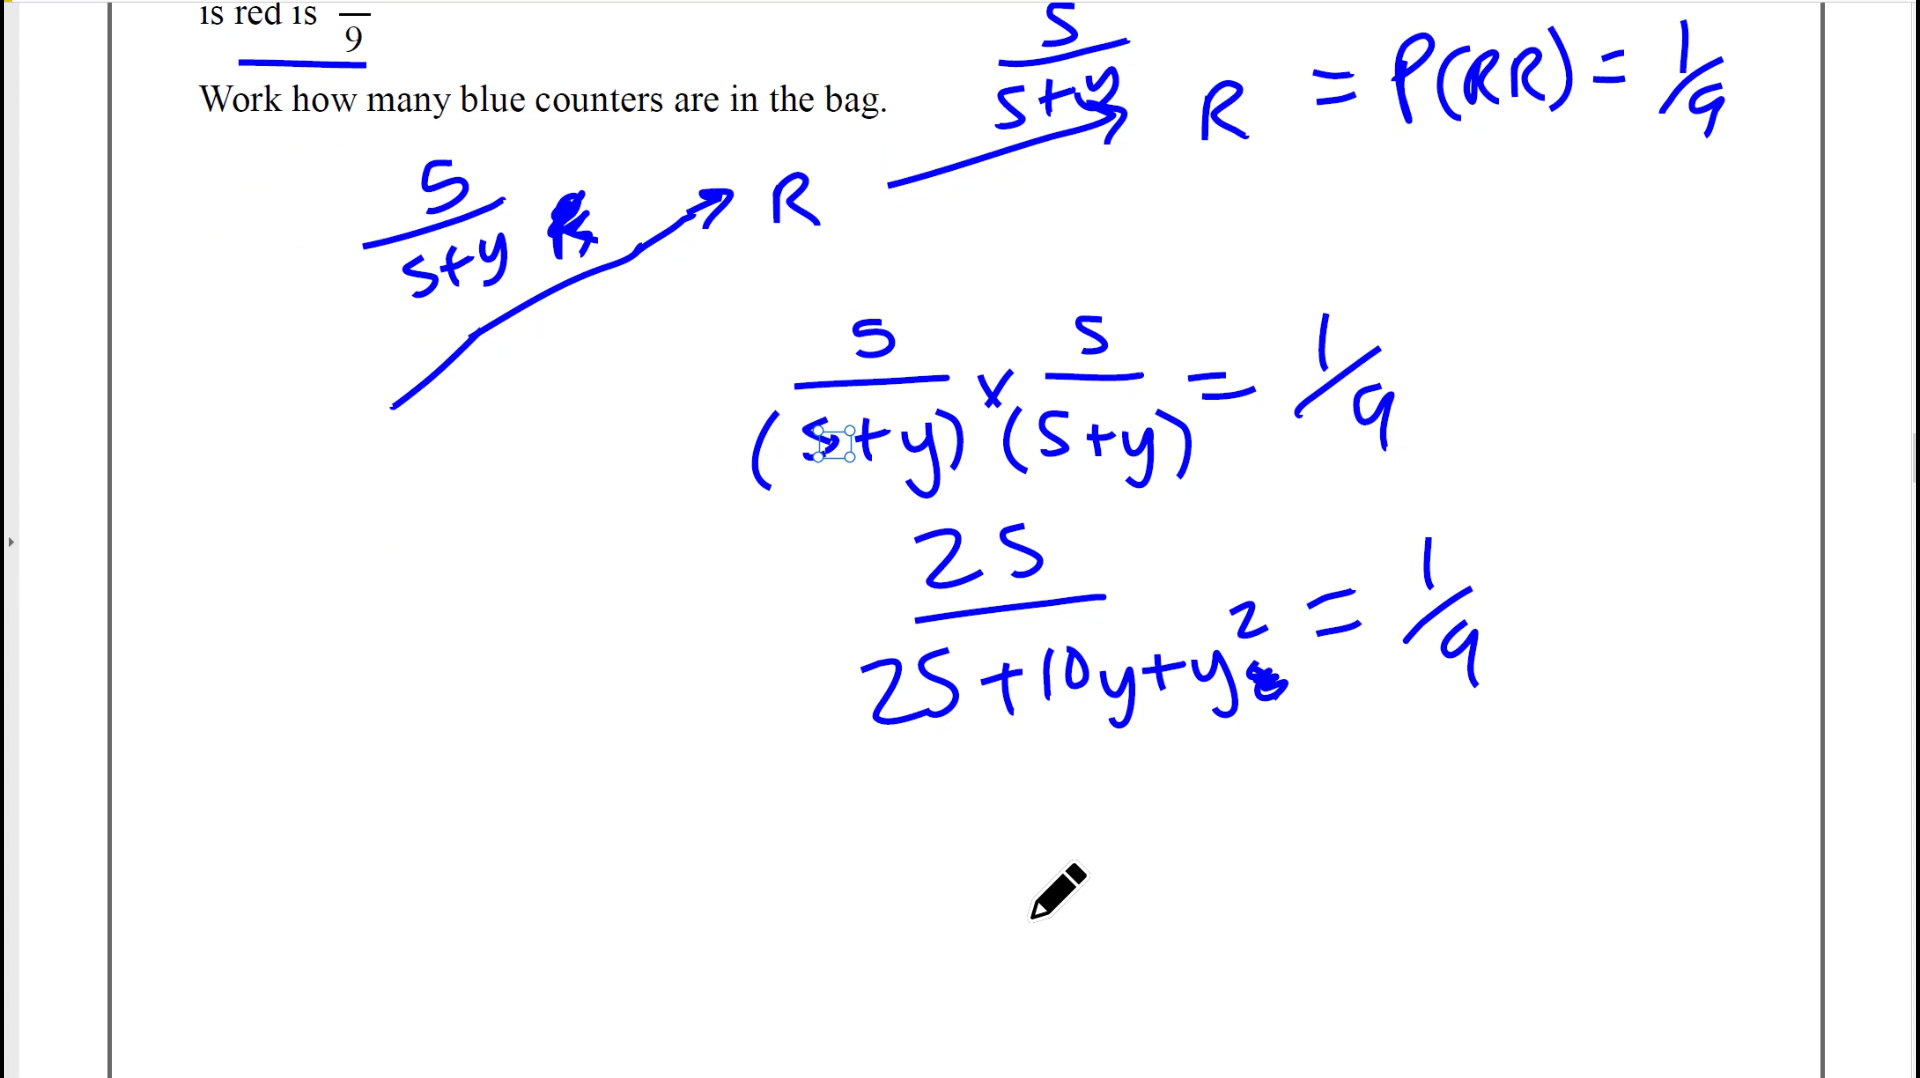 is red is
9
Work how many blue counters are in the bag.
5
5+y
R = P(RR) = 1/9
5
5+y
R
5 5
(5+y) × (5+y) = 1/9
25
25+10y+y² = 1/9